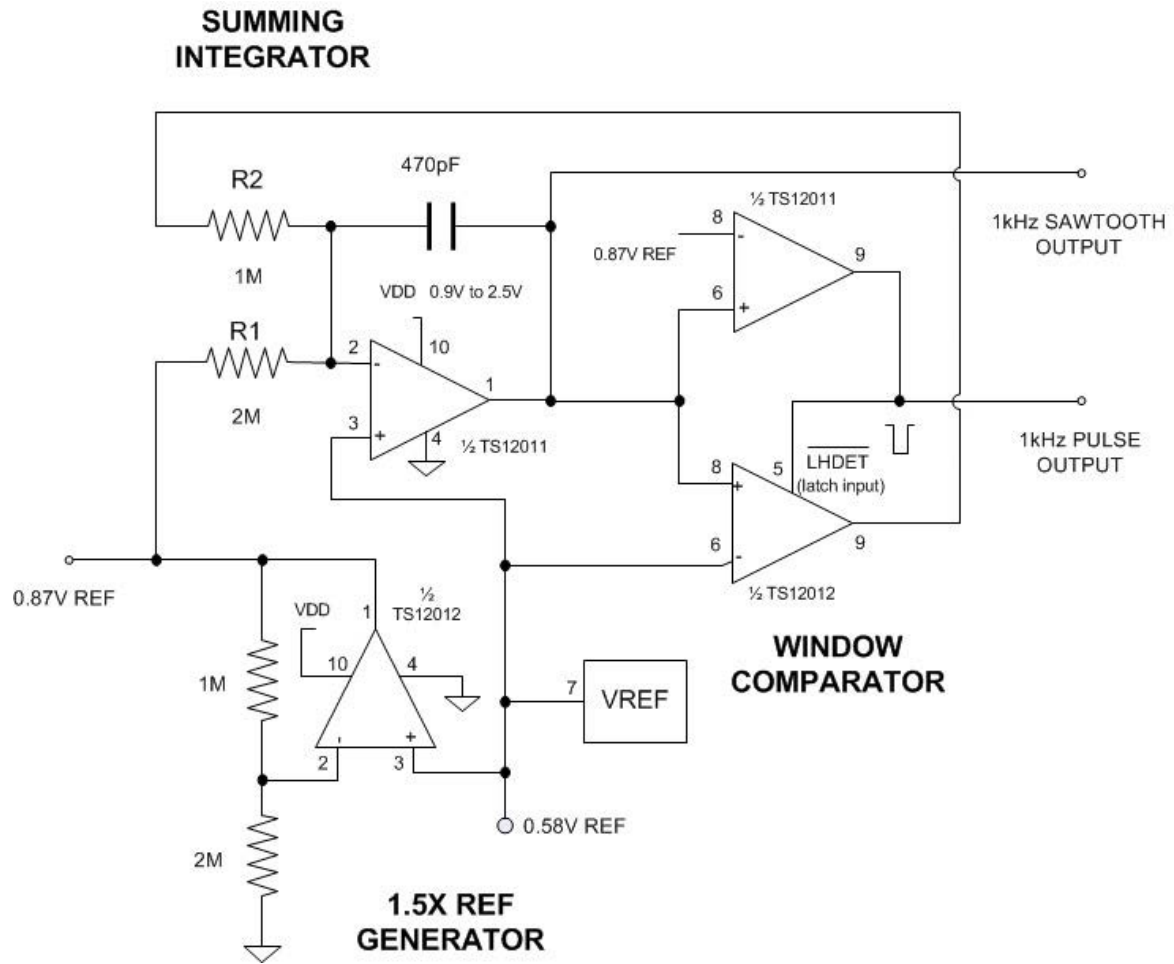 SUMMING
INTEGRATOR
470pF
R2
1M
½ TS12011
8
-
9
1kHz SAWTOOTH
OUTPUT
0.87V REF
VDD 0.9V to 2.5V
6
+
R1
10
2
-
1
2M
3
+
4
½ TS12011
LHDET
(latch input)
5
8
+
1kHz PULSE
OUTPUT
6
-
9
½ TS12012
0.87V REF
½
TS12012
VDD
1
10
4
1M
-
+
2
3
7
VREF
WINDOW
COMPARATOR
0.58V REF
2M
1.5X REF
GENERATOR